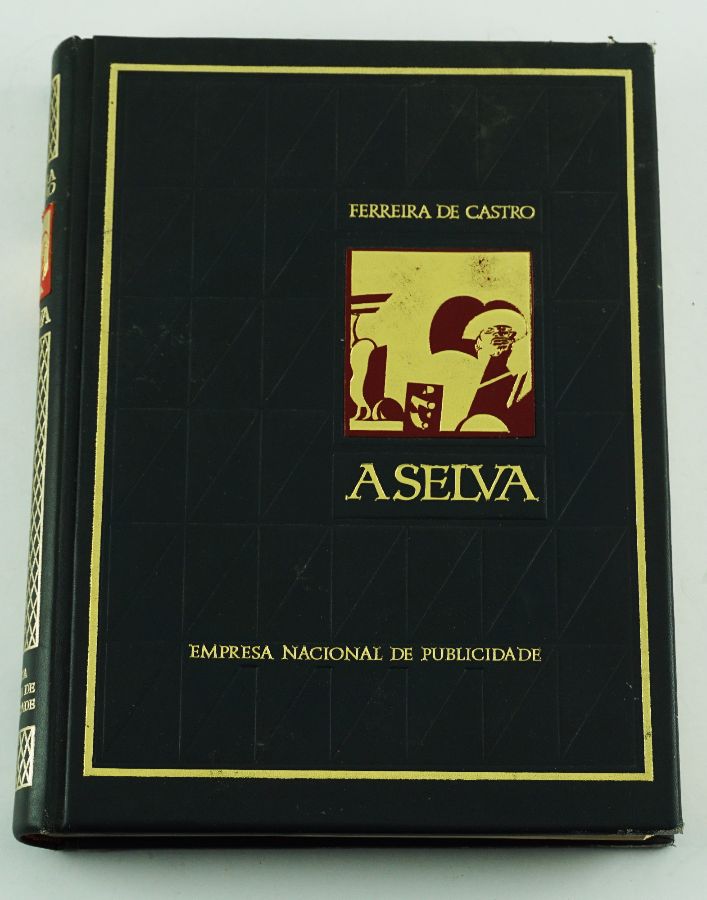 FERREIRA DE CASTRO
A SELVA
EMPRESA NACIONAL DE PUBLICIDADE